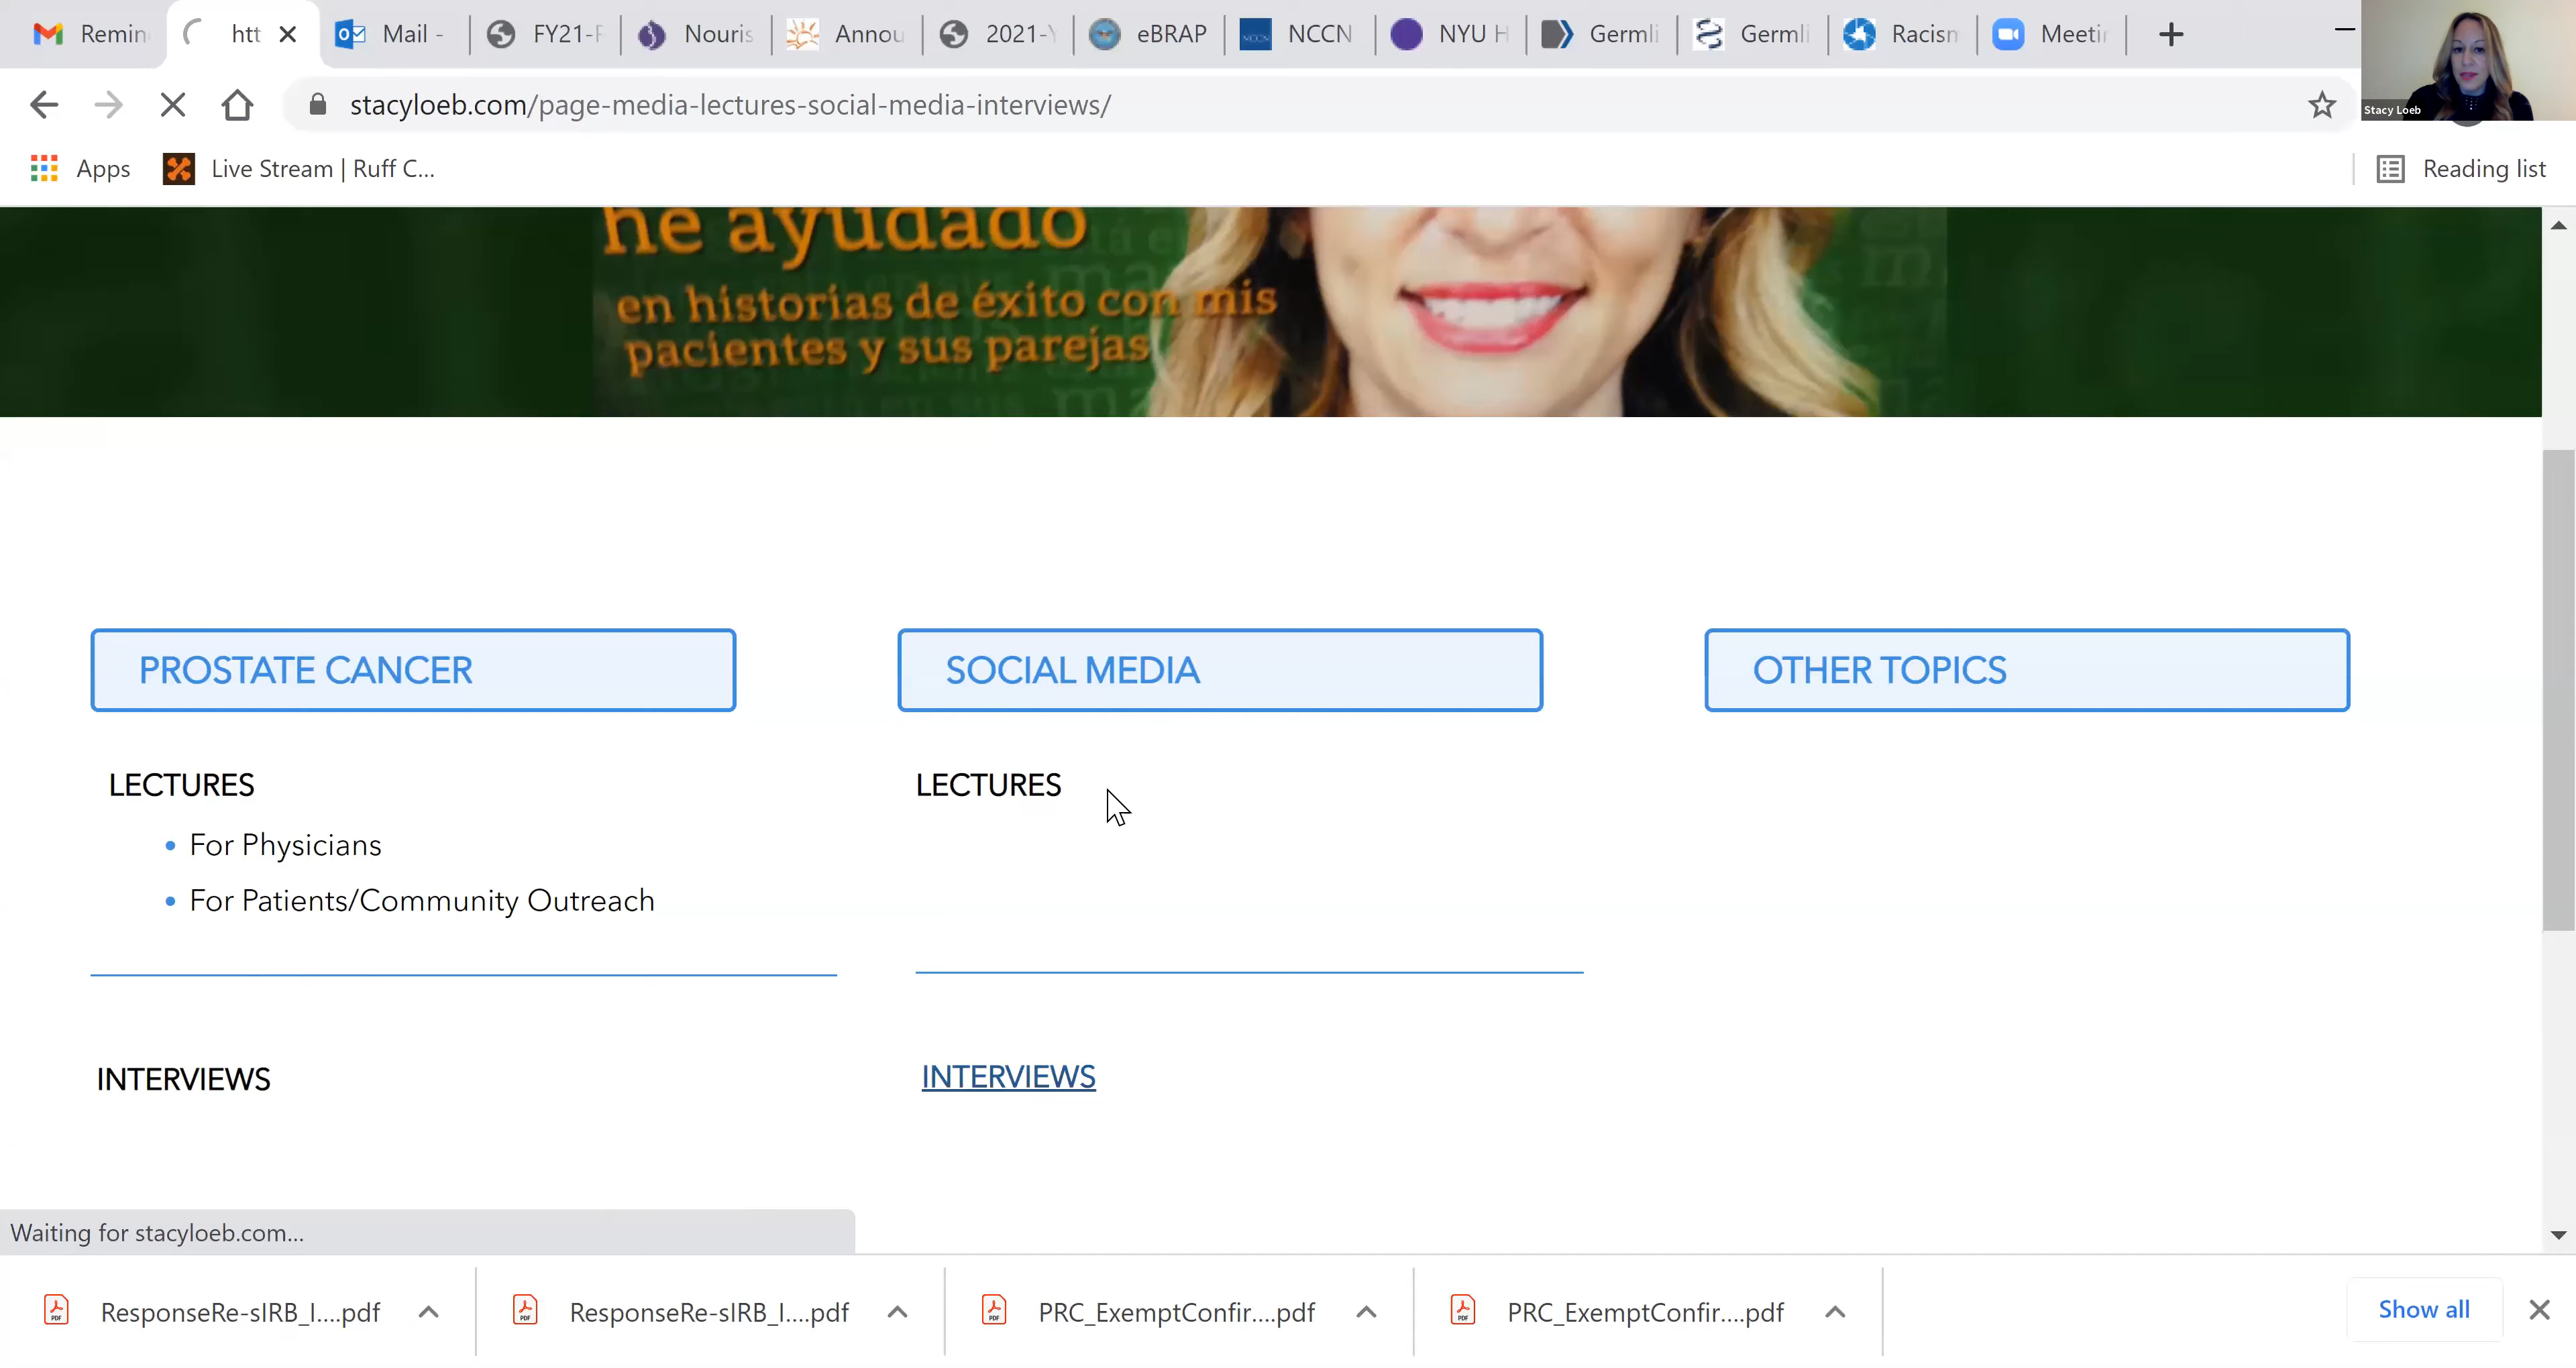 Remin
htt
Mail -
FY21-F
Nouris
Annou
2021-Y
eBRAP
NCCN
NYU H
Germli
Germli
Racism
Meetin
Stacy Loeb
stacyloeb.com/page-media-lectures-social-media-interviews/
Apps
Live Stream | Ruff C...
Reading list
he ayudado
en historias de éxito con mis
pacientes y sus parejas
PROSTATE CANCER
SOCIAL MEDIA
OTHER TOPICS
LECTURES
LECTURES
• For Physicians
• For Patients/Community Outreach
INTERVIEWS
INTERVIEWS
Waiting for stacyloeb.com...
ResponseRe-sIRB_I....pdf
ResponseRe-sIRB_I....pdf
PRC_ExemptConfir....pdf
PRC_ExemptConfir....pdf
Show all